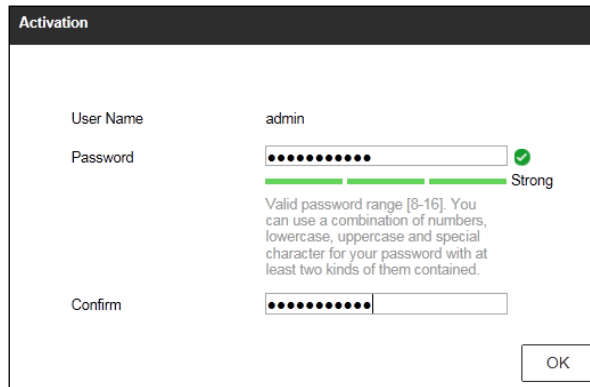 Activation
User Name admin
Password ●●●●●●●●●●●
Strong
Valid password range [8-16]. You
can use a combination of numbers,
lowercase, uppercase and special
character for your password with at
least two kinds of them contained.
Confirm ●●●●●●●●●●●
OK